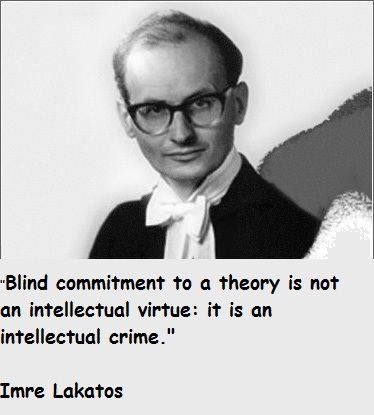 "Blind commitment to a theory is not
an intellectual virtue: it is an
intellectual crime."
Imre Lakatos